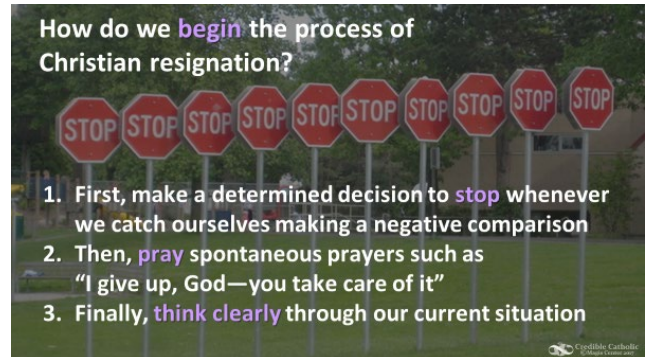 How do we begin the process of
Christian resignation?
STOP STOP STOP STOP STOP STOP STOP STOP STOP STOP
1. First, make a determined decision to stop whenever
we catch ourselves making a negative comparison
2. Then, pray spontaneous prayers such as
“I give up, God—you take care of it”
3. Finally, think clearly through our current situation
Credible Catholic
©Magis Center 2017